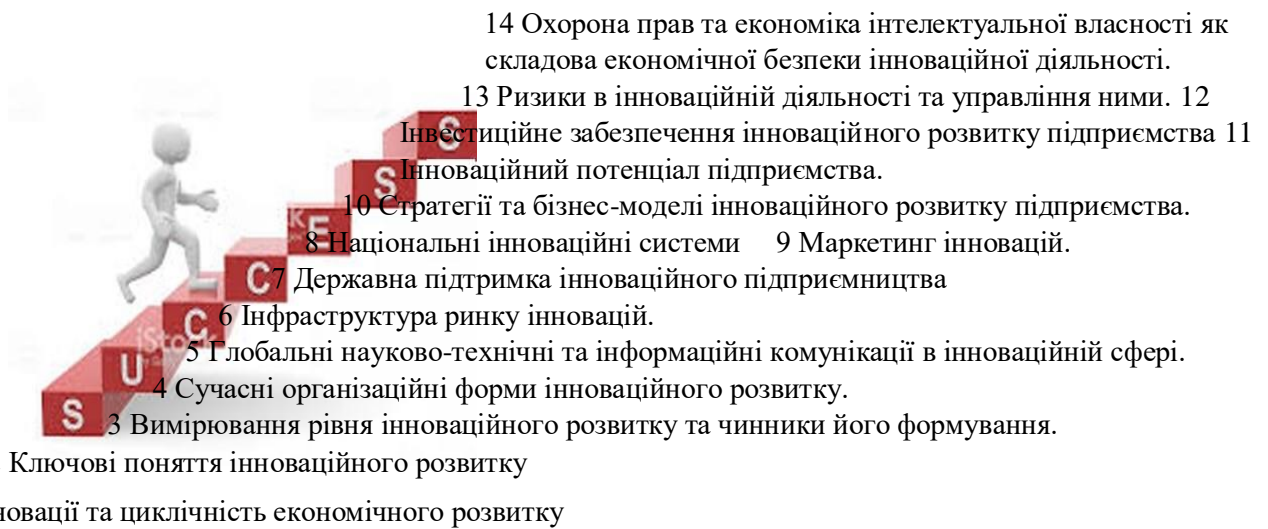 14 Охорона прав та економіка інтелектуальної власності як
складова економічної безпеки інноваційної діяльності.
13 Ризики в інноваційній діяльності та управління ними. 12
Інвестиційне забезпечення інноваційного розвитку підприємства 11
Інноваційний потенціал підприємства.
10 Стратегії та бізнес-моделі інноваційного розвитку підприємства.
8 Національні інноваційні системи 9 Маркетинг інновацій.
7 Державна підтримка інноваційного підприємництва
6 Інфраструктура ринку інновацій.
5 Глобальні науково-технічні та інформаційні комунікації в інноваційній сфері.
4 Сучасні організаційні форми інноваційного розвитку.
3 Вимірювання рівня інноваційного розвитку та чинники його формування.
Ключові поняття інноваційного розвитку
новації та циклічність економічного розвитку
S U C C E S S
iStock